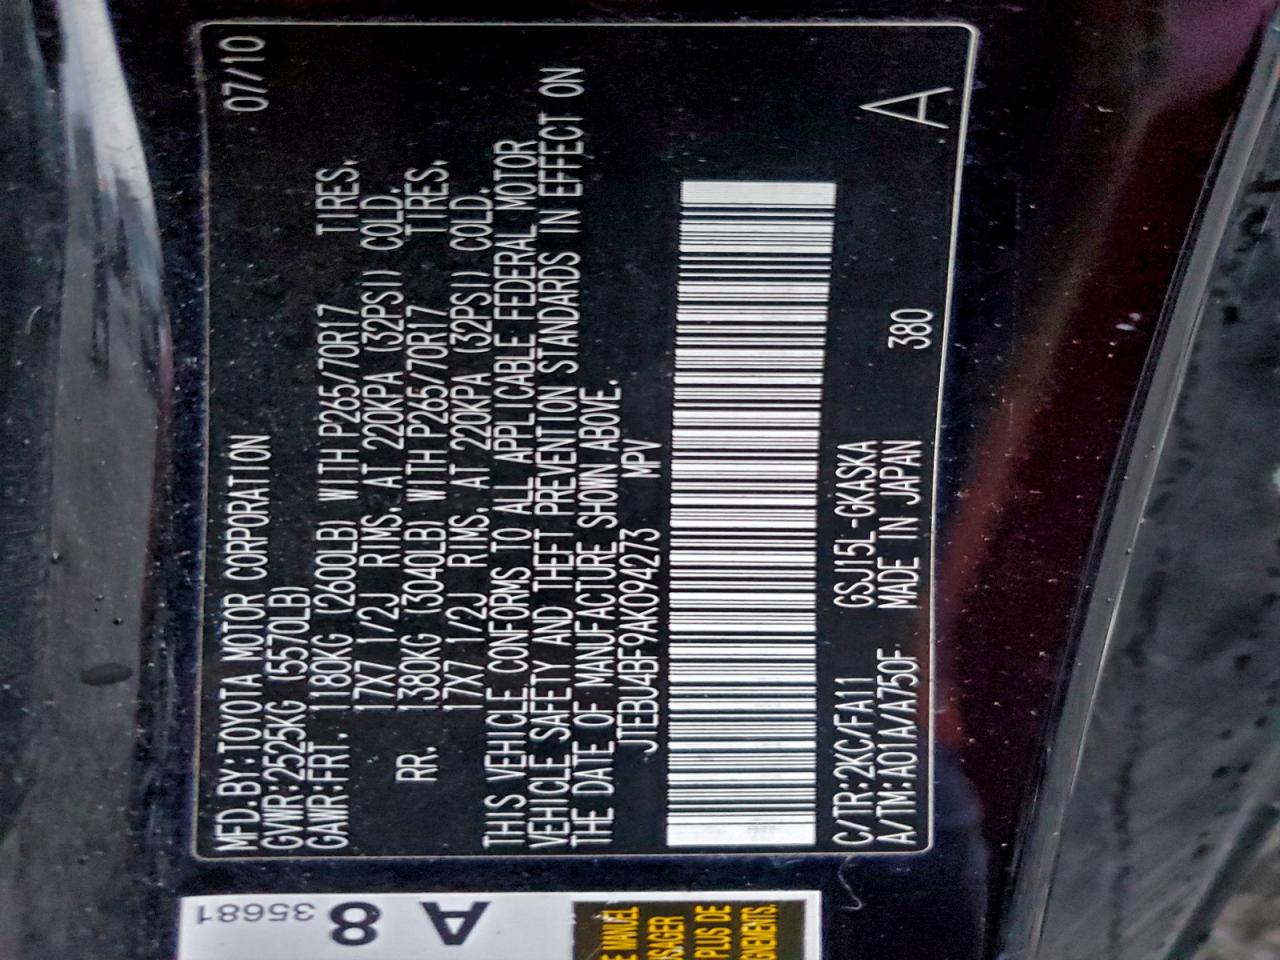 MFD.BY:TOYOTA MOTOR CORPORATION 07/10
GVWR:2525KG (5570LB)
GAWR:FRT. 1180KG (2600LB) WITH P265/70R17 TIRES.
17X7 1/2J RIMS, AT 220KPA (32PSI) COLD.
RR. 1380KG (3040LB) WITH P265/70R17 TIRES.
17X7 1/2J RIMS, AT 220KPA (32PSI) COLD.
THIS VEHICLE CONFORMS TO ALL APPLICABLE FEDERAL MOTOR
VEHICLE SAFETY AND THEFT PREVENTION STANDARDS IN EFFECT ON
THE DATE OF MANUFACTURE SHOWN ABOVE.
JTEBU4BF9AK094273 MPV
C/TR:2KC/FA11 GSJ15L-GKASKA
A/TM:A01A/A750F MADE IN JAPAN 380 A
35681
A8
MANUEL
PLUS DE